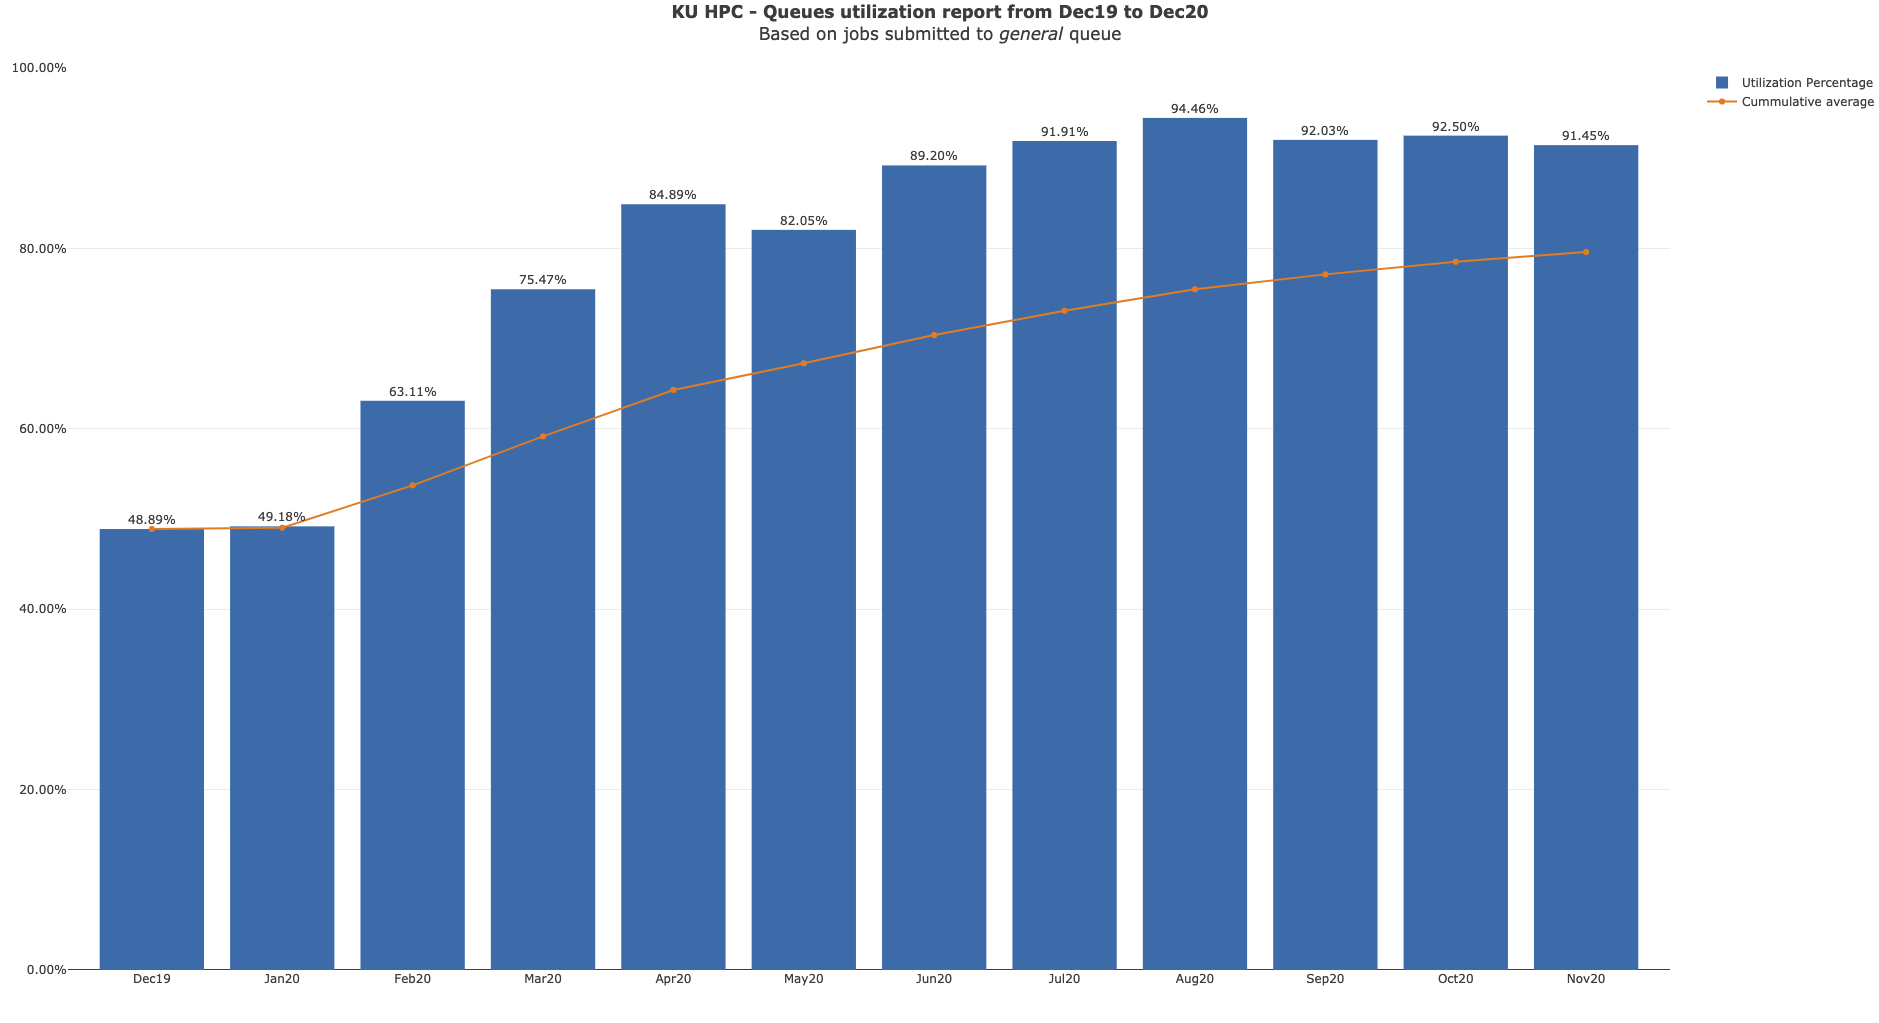 KU HPC - Queues utilization report from Dec19 to Dec20
Based on jobs submitted to general queue
100.00%
80.00%
60.00%
40.00%
20.00%
0.00%
48.89%
49.18%
63.11%
75.47%
84.89%
82.05%
89.20%
91.91%
94.46%
92.03%
92.50%
91.45%
Dec19
Jan20
Feb20
Mar20
Apr20
May20
Jun20
Jul20
Aug20
Sep20
Oct20
Nov20
Utilization Percentage
Cummulative average